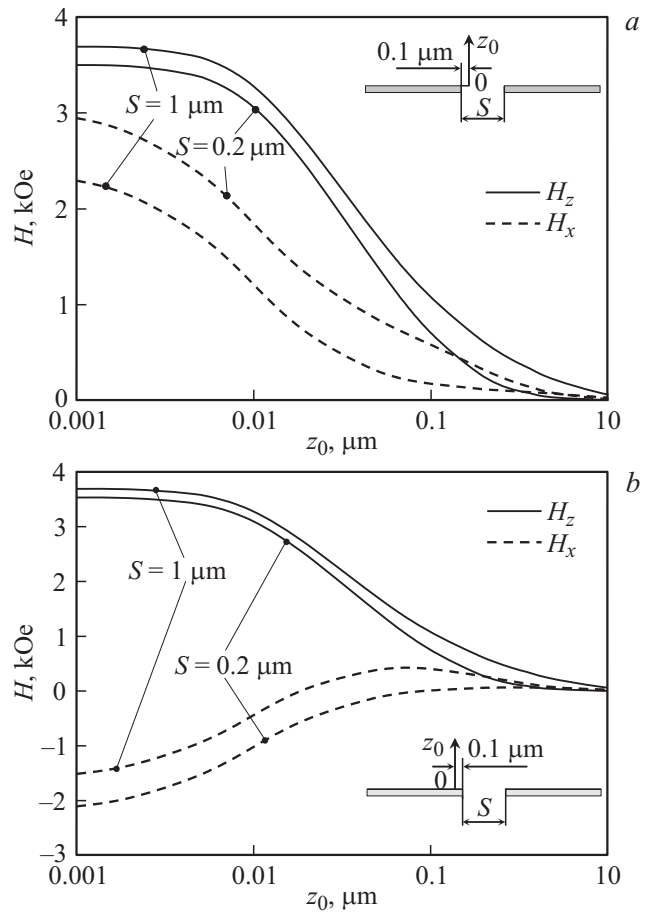 a
4
3
2
1
0
H, kOe
0.1 μm
z0
0
S
S = 1 μm
S = 0.2 μm
Hz
Hx
0.001
0.01
0.1
10
z0, μm
b
4
3
2
1
0
−1
−2
−3
H, kOe
Hz
Hx
S = 1 μm
S = 0.2 μm
z0
0.1 μm
0
S
0.001
0.01
0.1
10
z0, μm